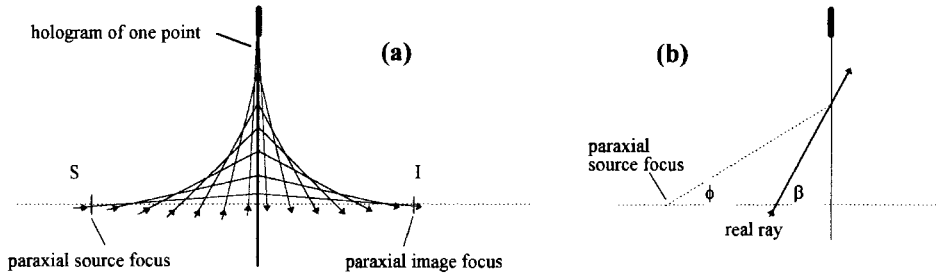 hologram of one point
(a)
S
I
paraxial source focus
paraxial image focus
(b)
paraxial
source focus
ϕ
β
real ray